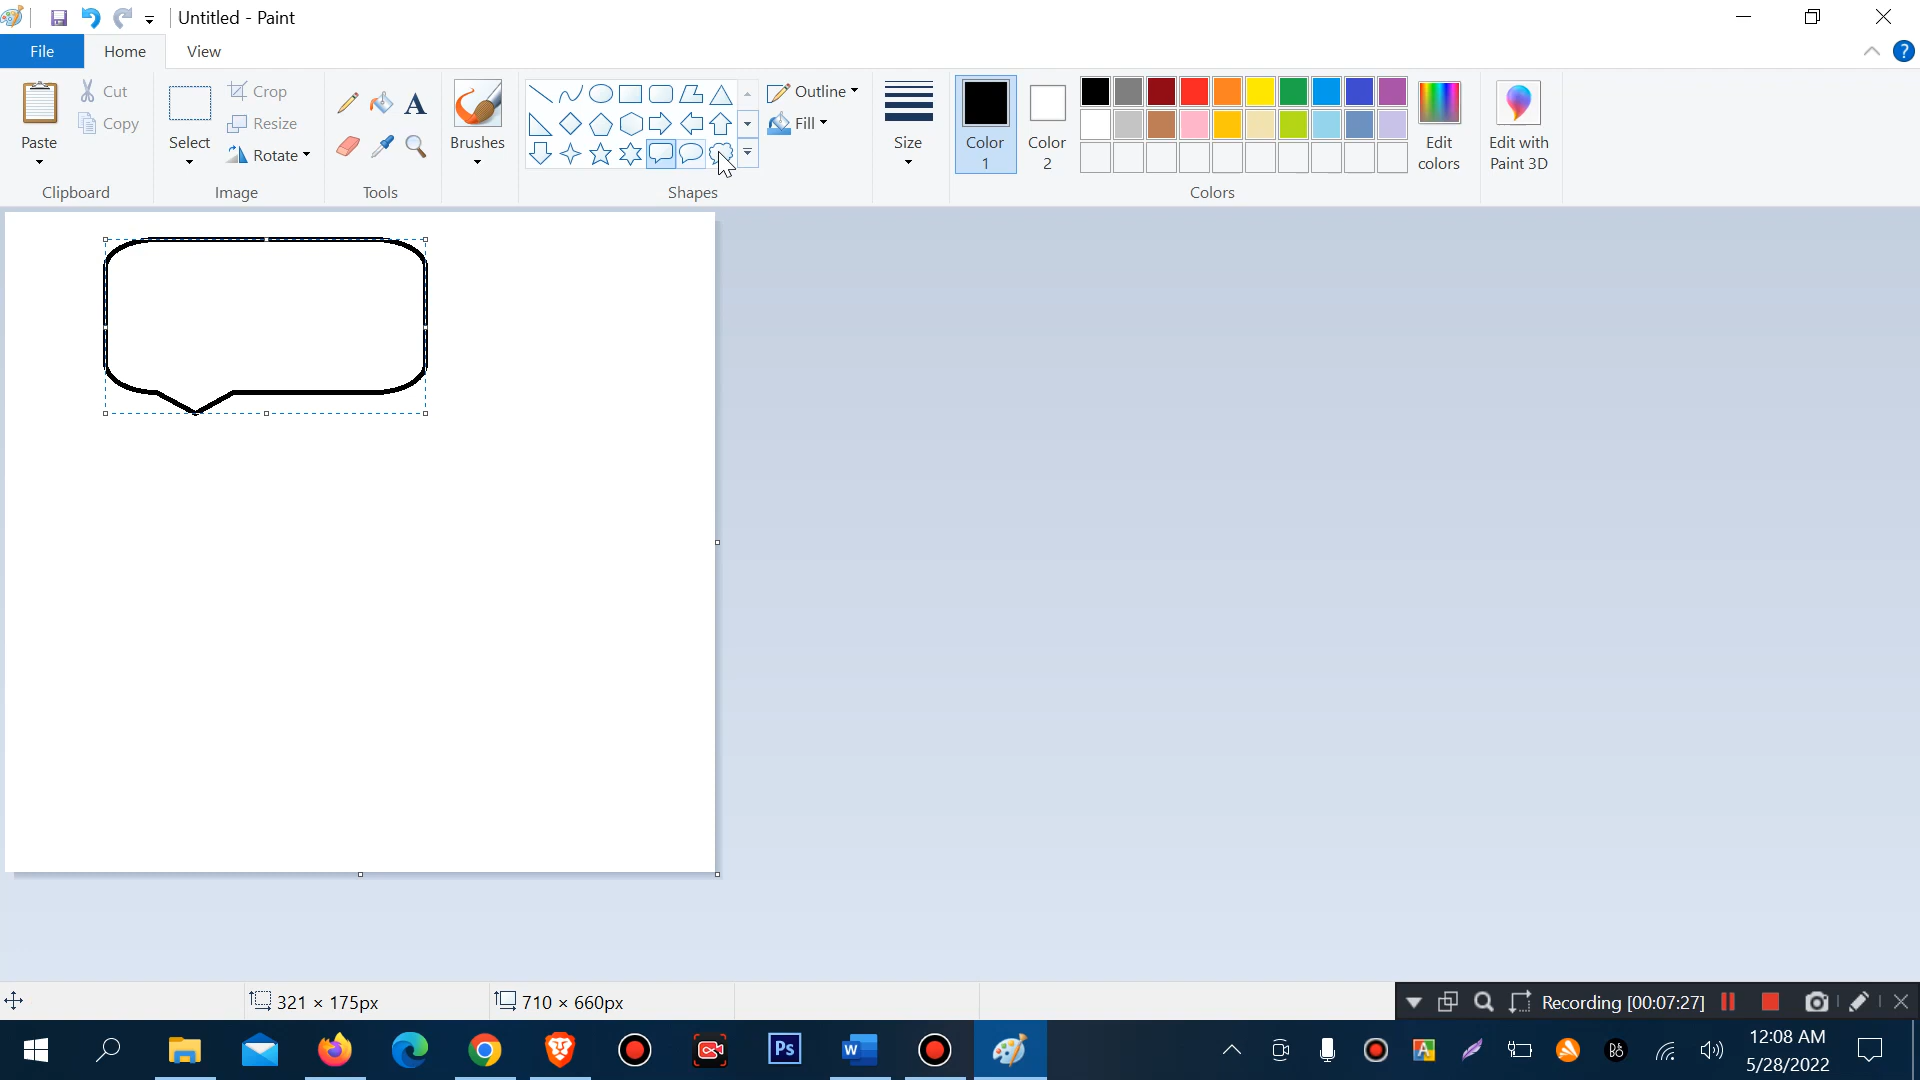 Untitled - Paint
File Home View
Paste
Cut
Copy
Clipboard
Select
Crop
Resize
Rotate
Image
A
Tools
Brushes
Outline
Fill
Shapes
Size
Color 1
Color 2
Edit colors
Colors
Edit with Paint 3D
?
321 × 175px
710 × 660px
Recording [00:07:27]
Ps
W
A
12:08 AM
5/28/2022